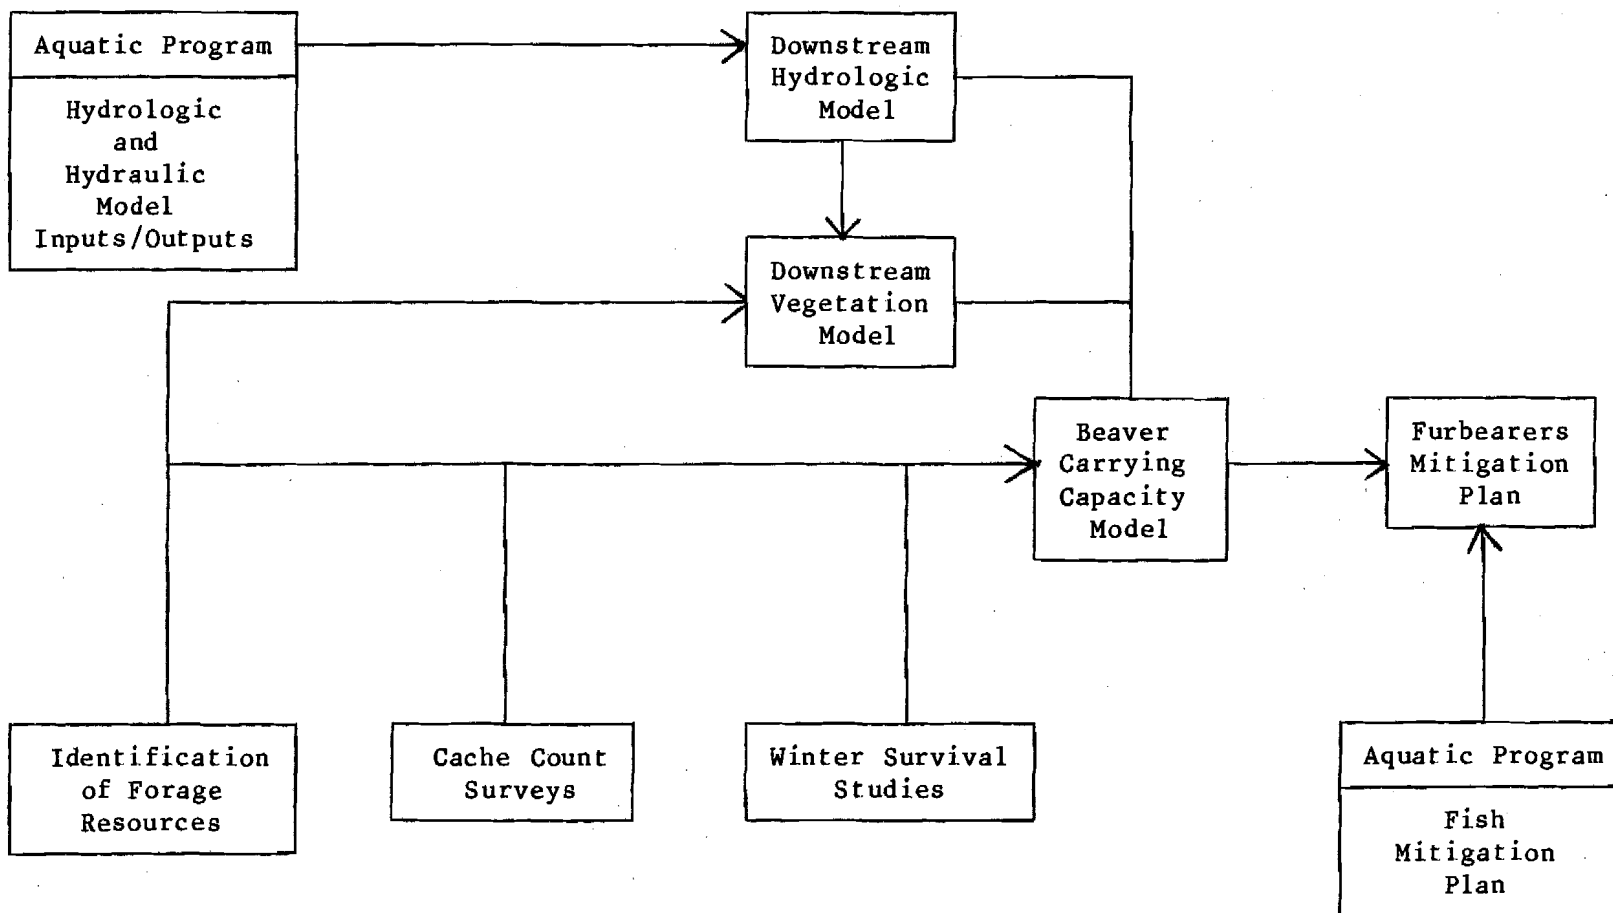 Aquatic Program
Hydrologic
and
Hydraulic
Model
Inputs/Outputs
Downstream
Hydrologic
Model
Downstream
Vegetation
Model
Beaver
Carrying
Capacity
Model
Furbearers
Mitigation
Plan
Identification
of Forage
Resources
Cache Count
Surveys
Winter Survival
Studies
Aquatic Program
Fish
Mitigation
Plan